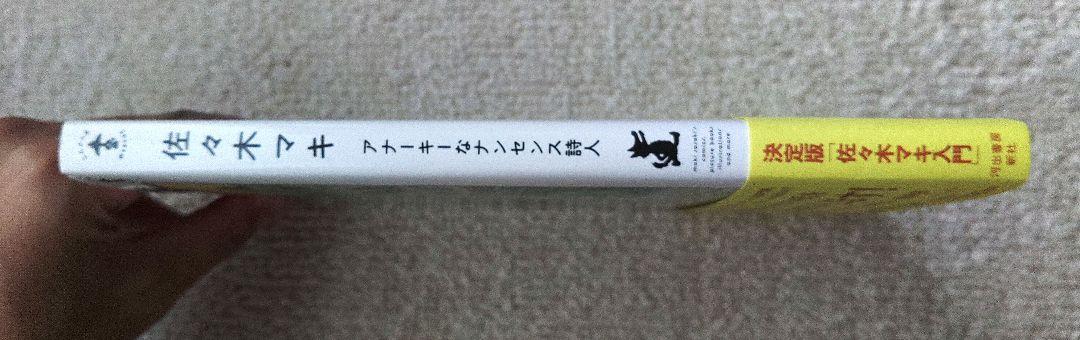 佐々木マキ
アナーキーなナンセンス詩人
maki sasaki's
comics,
picture books,
illustrations
and more
決定版「佐々木マキ入門」
河出書房
新社